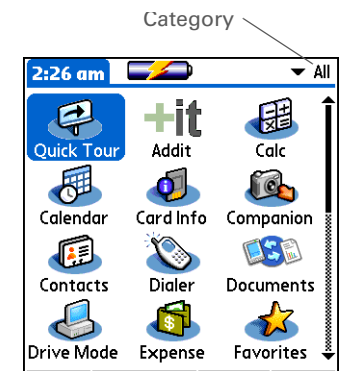 Category
2:26 am All
+it
Quick Tour Addit Calc
Calendar Card Info Companion
Contacts Dialer Documents
Drive Mode Expense Favorites